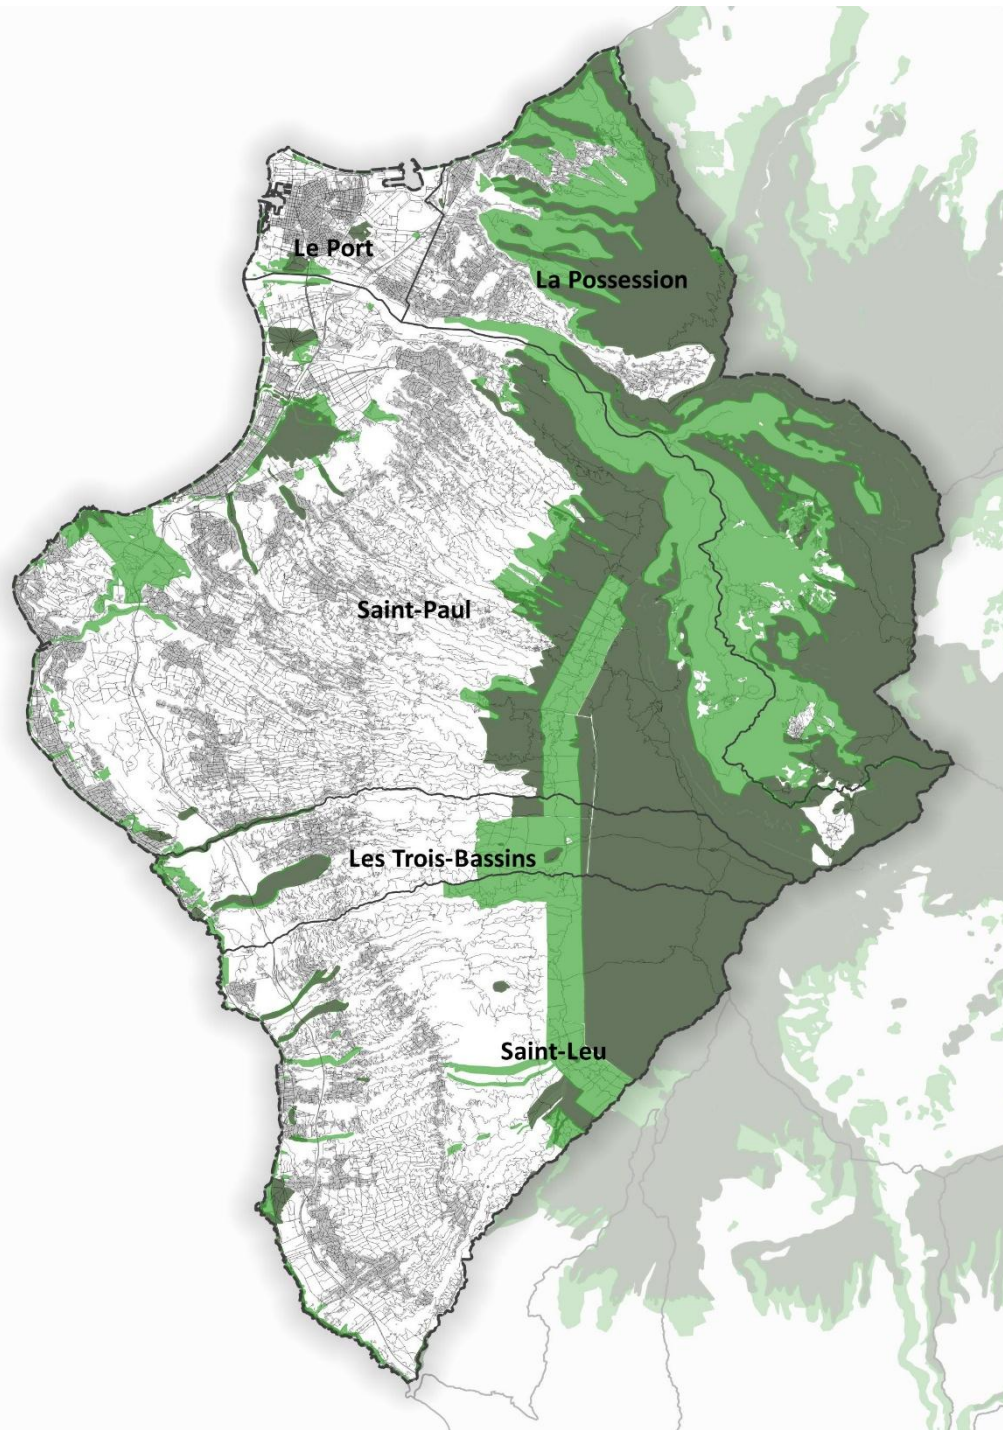 Le Port
La Possession
Saint-Paul
Les Trois-Bassins
Saint-Leu